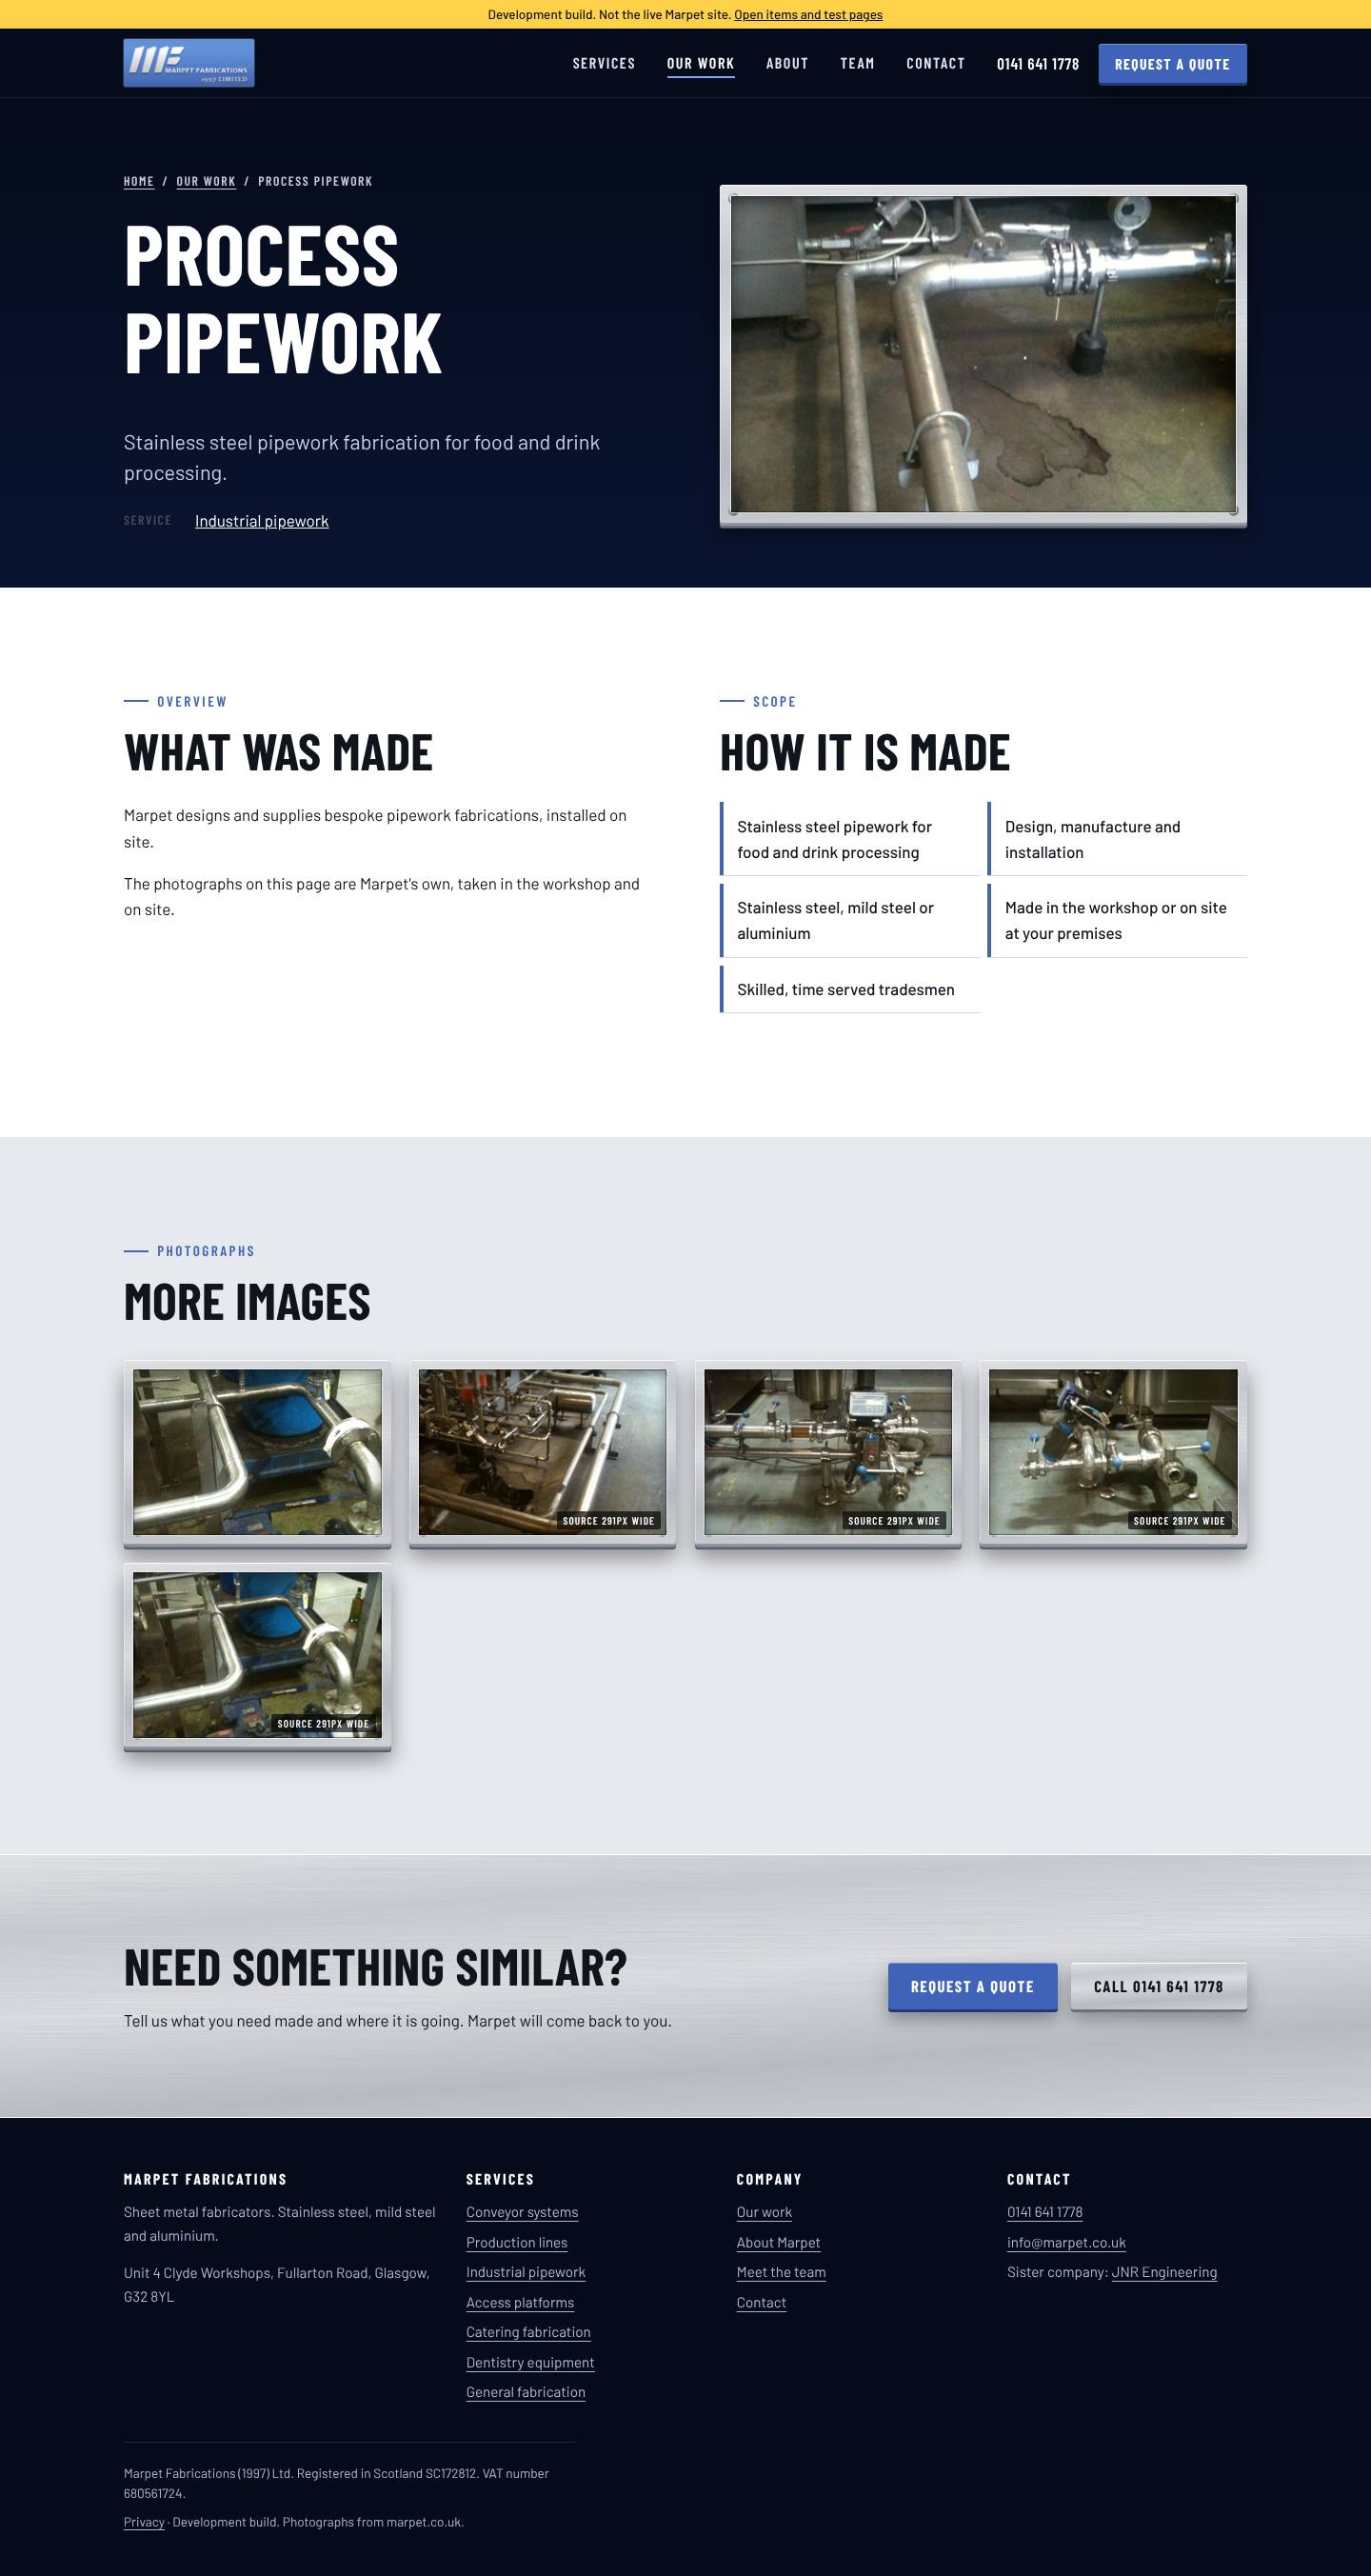 Development build. Not the live Marpet site. Open items and test pages
MF MARPET FABRICATIONS
1997 LIMITED
SERVICES OUR WORK ABOUT TEAM CONTACT 0141 641 1778 REQUEST A QUOTE
HOME / OUR WORK / PROCESS PIPEWORK
PROCESS
PIPEWORK
Stainless steel pipework fabrication for food and drink
processing.
SERVICE Industrial pipework
OVERVIEW
WHAT WAS MADE
Marpet designs and supplies bespoke pipework fabrications, installed on
site.
The photographs on this page are Marpet's own, taken in the workshop and
on site.
SCOPE
HOW IT IS MADE
Stainless steel pipework for
food and drink processing
Design, manufacture and
installation
Stainless steel, mild steel or
aluminium
Made in the workshop or on site
at your premises
Skilled, time served tradesmen
PHOTOGRAPHS
MORE IMAGES
SOURCE 291PX WIDE
SOURCE 291PX WIDE
SOURCE 291PX WIDE
SOURCE 291PX WIDE
NEED SOMETHING SIMILAR?
Tell us what you need made and where it is going. Marpet will come back to you.
REQUEST A QUOTE
CALL 0141 641 1778
MARPET FABRICATIONS
Sheet metal fabricators. Stainless steel, mild steel
and aluminium.
Unit 4 Clyde Workshops, Fullarton Road, Glasgow,
G32 8YL
SERVICES
Conveyor systems
Production lines
Industrial pipework
Access platforms
Catering fabrication
Dentistry equipment
General fabrication
COMPANY
Our work
About Marpet
Meet the team
Contact
CONTACT
0141 641 1778
info@marpet.co.uk
Sister company: JNR Engineering
Marpet Fabrications (1997) Ltd. Registered in Scotland SC172812. VAT number
680561724.
Privacy · Development build. Photographs from marpet.co.uk.